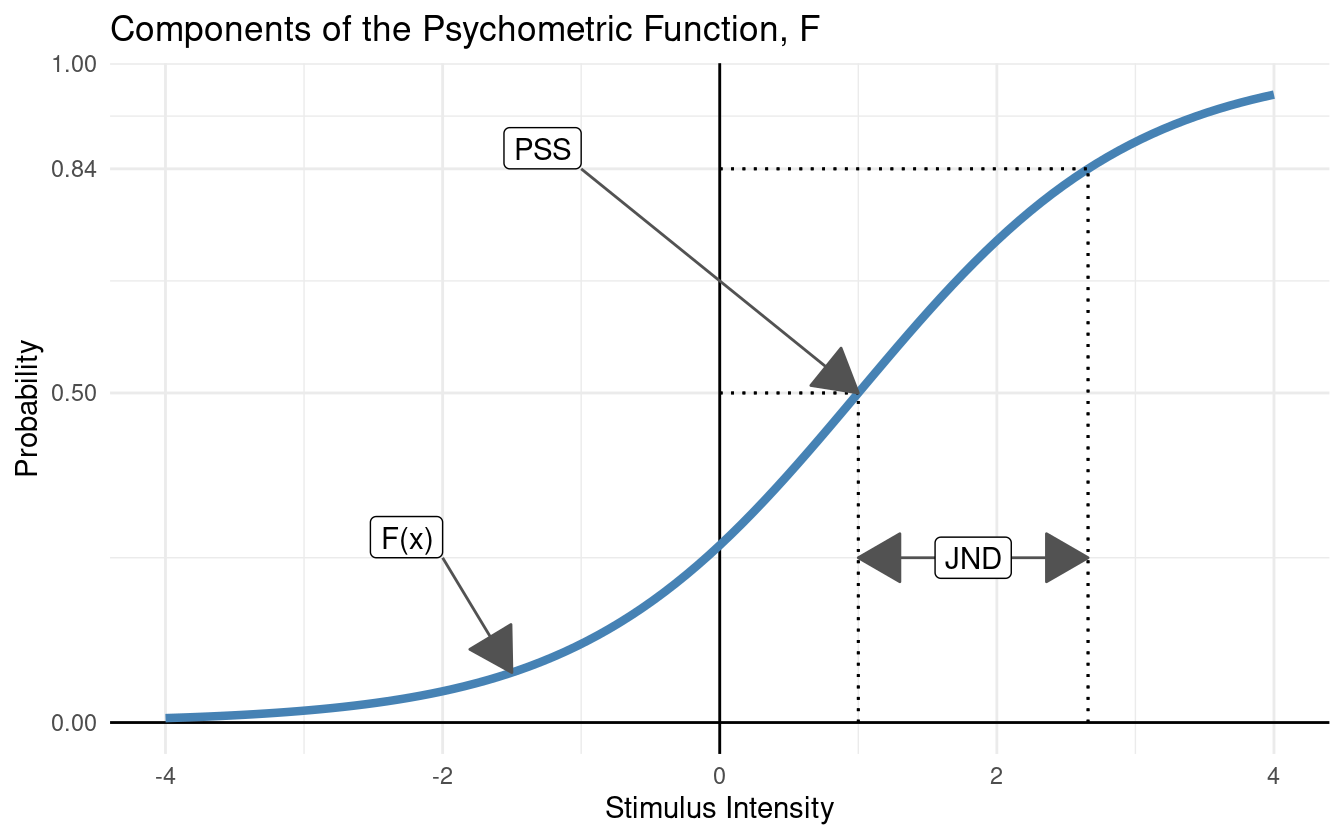 Components of the Psychometric Function, F
1.00
PSS
0.84
0.50
Probability
F(x)
JND
0.00
-4 -2 0 2 4
Stimulus Intensity